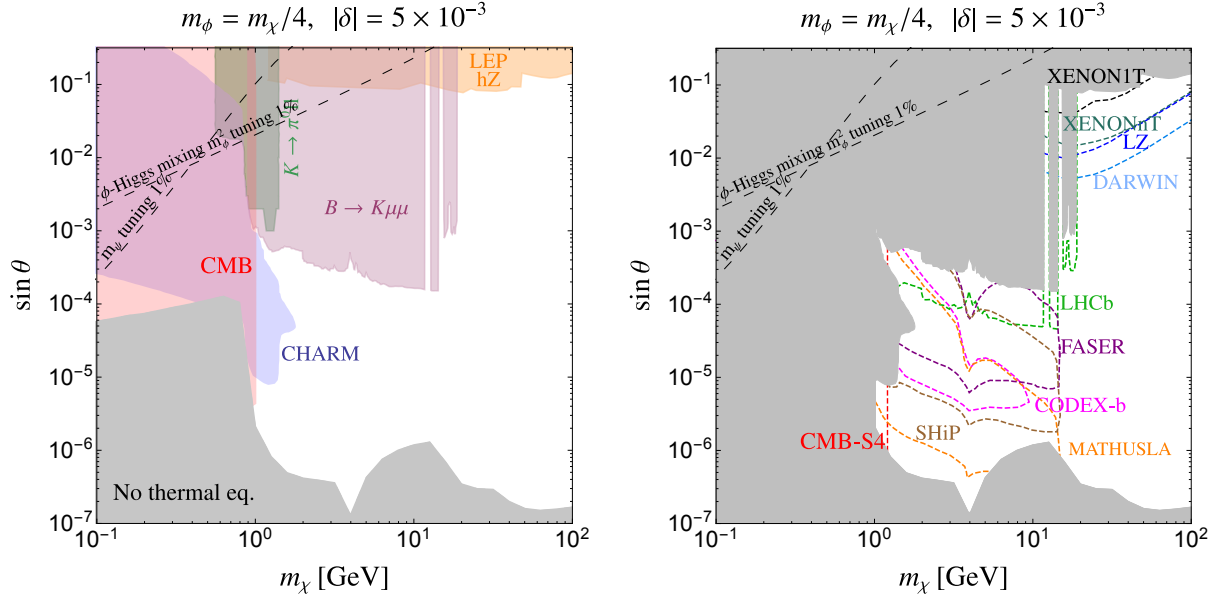 m_ϕ = m_χ/4, |δ| = 5 × 10^-3
10^-1
10^-2
10^-3
10^-4
10^-5
10^-6
10^-7
sin θ
LEP
hZ
K → π
ϕ-Higgs mixing m_ϕ^2 tuning 1%
m_ψ tuning 1%
B → Kμμ
CMB
CHARM
No thermal eq.
10^-1 10^0 10^1 10^2
m_χ [GeV]
m_ϕ = m_χ/4, |δ| = 5 × 10^-3
10^-1
10^-2
10^-3
10^-4
10^-5
10^-6
10^-7
sin θ
XENON1T
XENONnT
LZ
DARWIN
ϕ-Higgs mixing m_ϕ^2 tuning 1%
m_ψ tuning 1%
LHCb
FASER
CODEX-b
SHiP
CMB-S4
MATHUSLA
10^-1 10^0 10^1 10^2
m_χ [GeV]